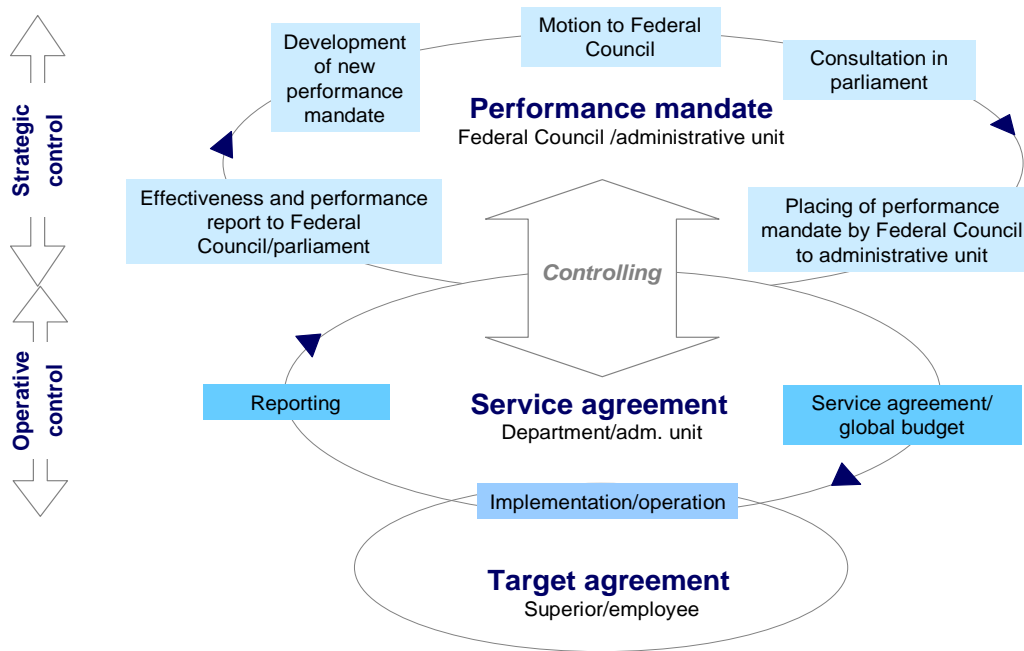 Strategic
control
Operative
control
Motion to Federal
Council
Development
of new
performance
mandate
Consultation in
parliament
Performance mandate
Federal Council /administrative unit
Effectiveness and performance
report to Federal
Council/parliament
Placing of performance
mandate by Federal Council
to administrative unit
Controlling
Reporting
Service agreement
Department/adm. unit
Service agreement/
global budget
Implementation/operation
Target agreement
Superior/employee